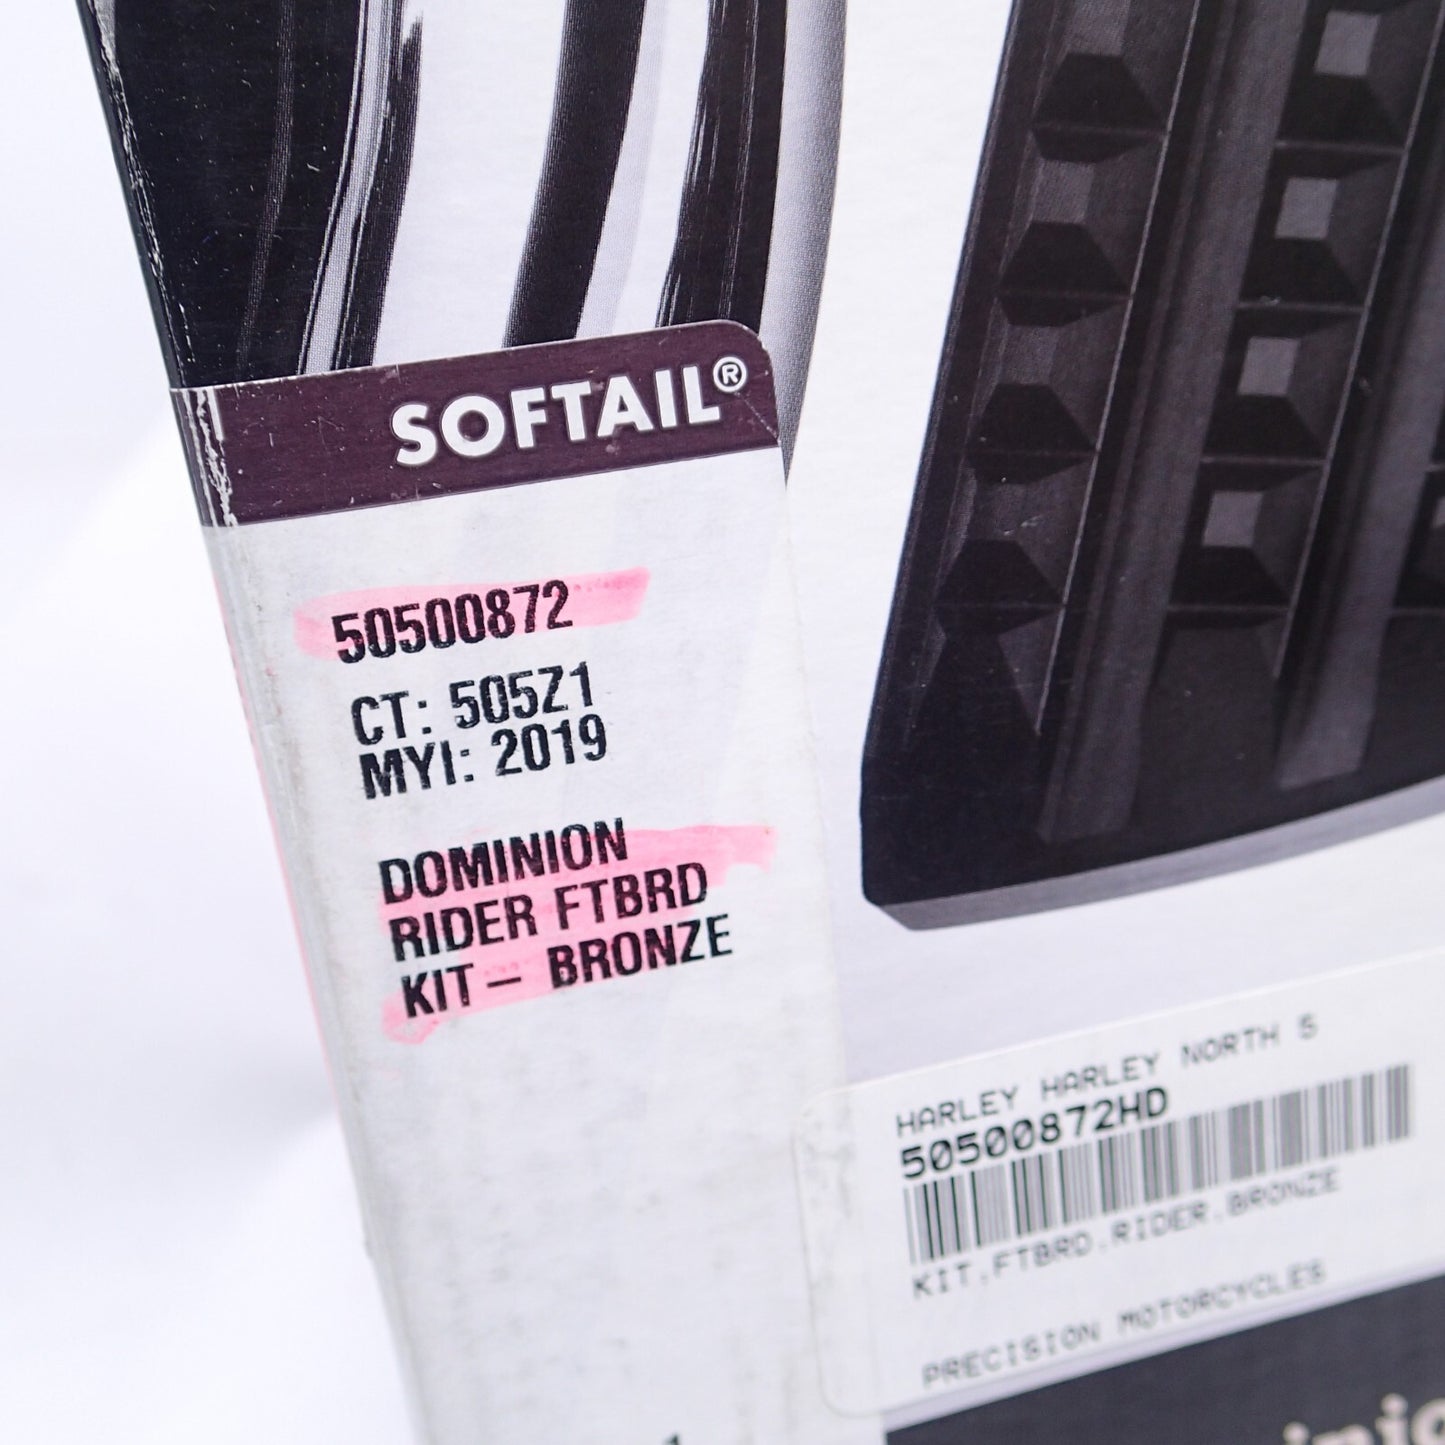 SOFTAIL®
50500872
CT: 505Z1
MYI: 2019
DOMINION
RIDER FTBRD
KIT – BRONZE
HARLEY HARLEY NORTH S
50500872HD
KIT,FTBRD,RIDER,BRONZE
PRECISION MOTORCYCLES